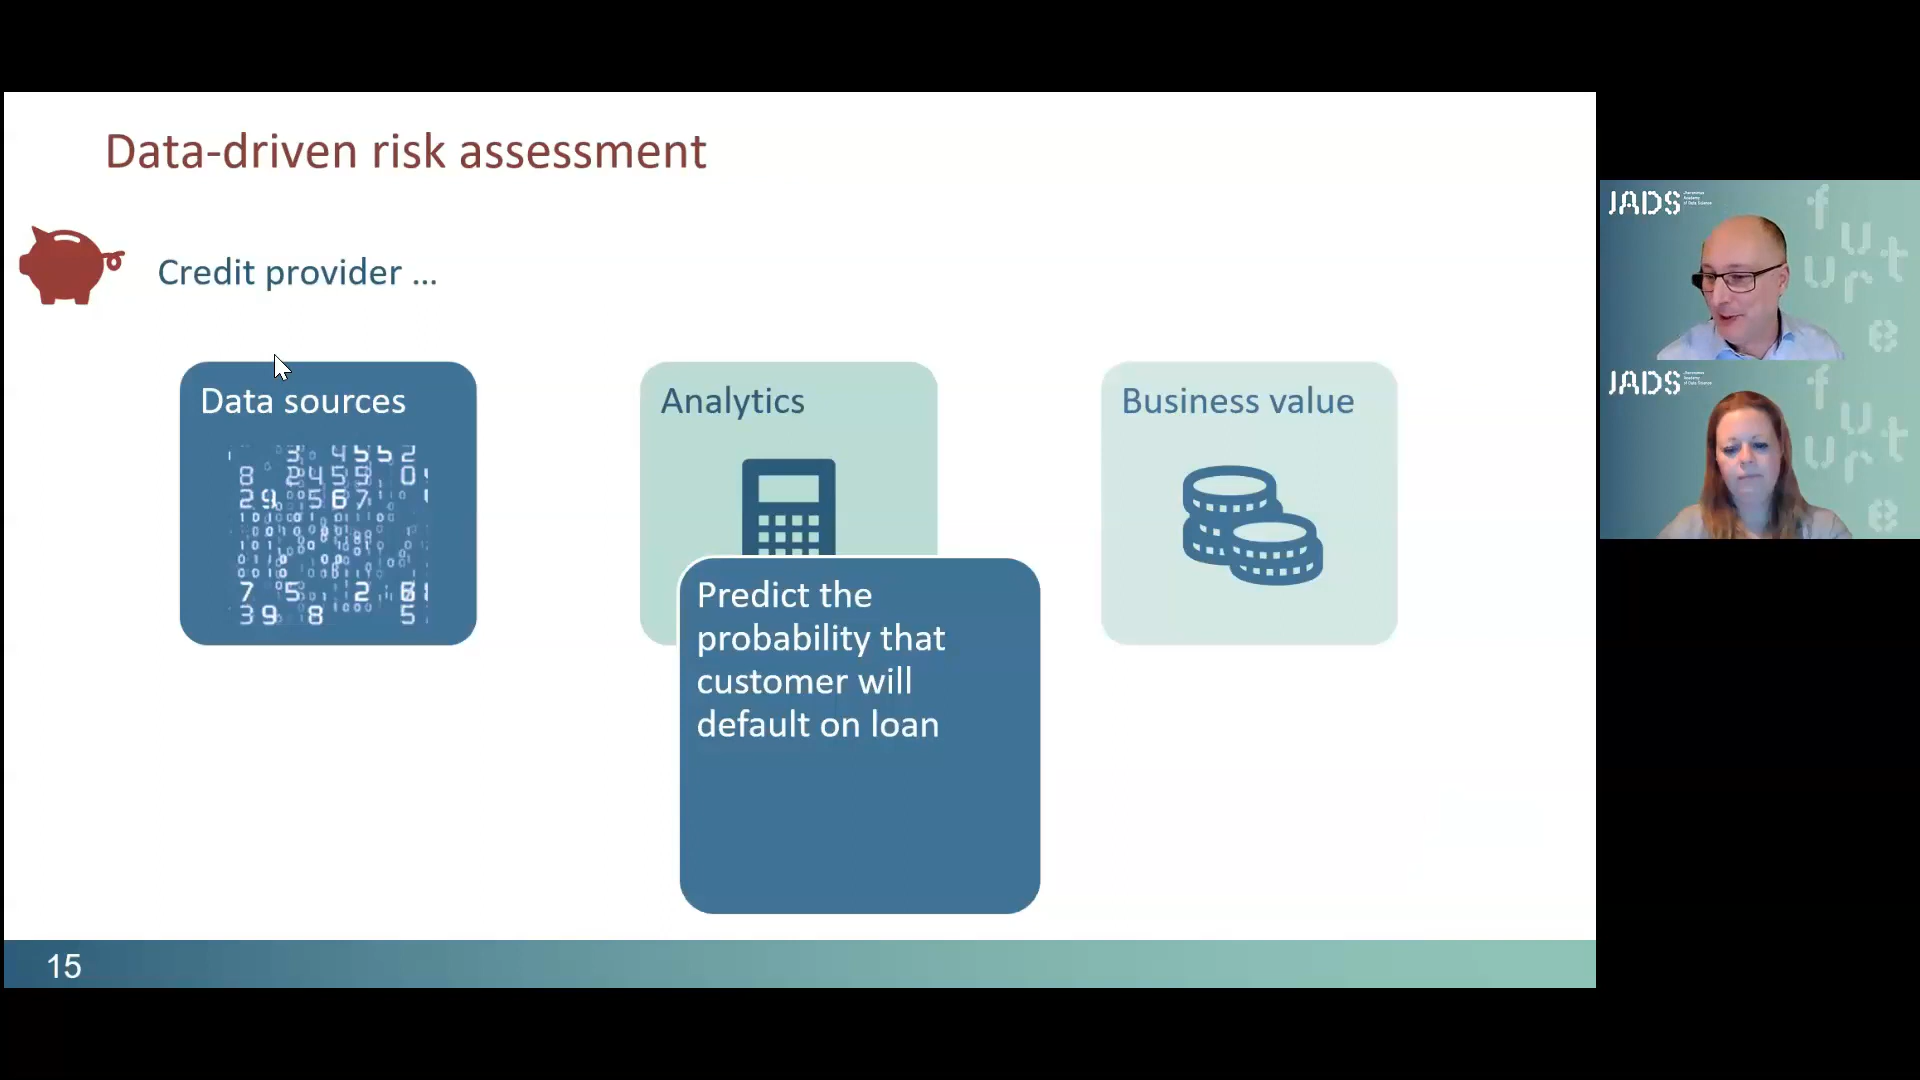 Data-driven risk assessment
Credit provider ...
Data sources
Analytics
Business value
Predict the
probability that
customer will
default on loan
15
JADS
JADS